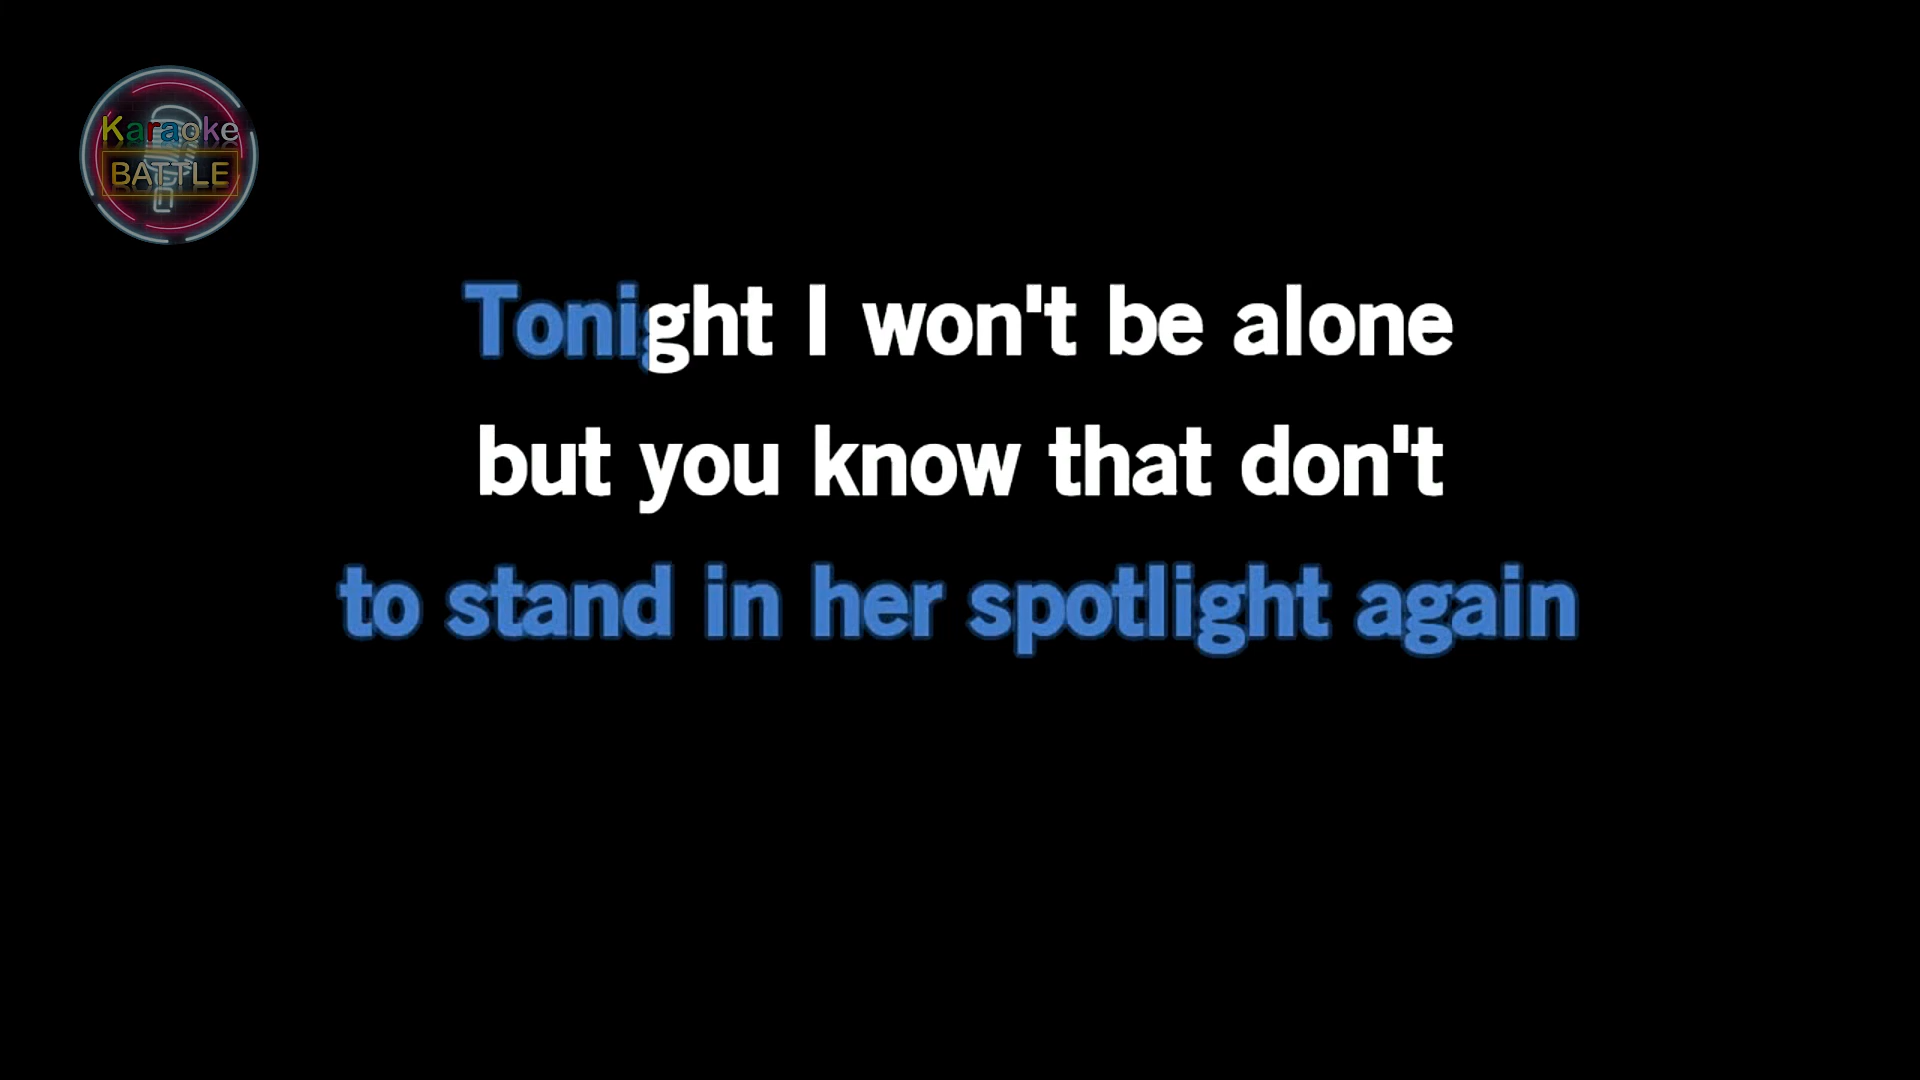 Karaoke
BATTLE
Tonight I won't be alone
but you know that don't
to stand in her spotlight again